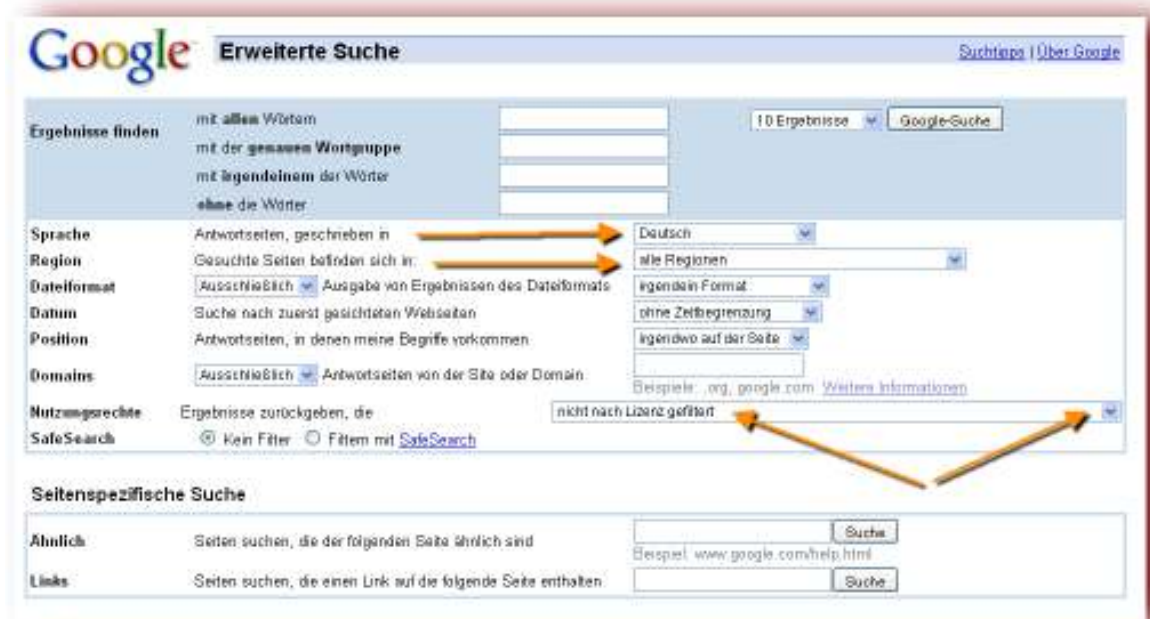 Google Erweiterte Suche Suchtipps | Über Google
Ergebnisse finden mit allen Wörtern 10 Ergebnisse Google-Suche
mit der genauen Wortgruppe
mit irgendeinem der Wörter
ohne die Wörter
Sprache Antwortseiten, geschrieben in Deutsch
Region Gesuchte Seiten befinden sich in: alle Regionen
Dateiformat Ausschließlich Ausgabe von Ergebnissen des Dateiformats irgendein Format
Datum Suche nach zuerst gesichteten Webseiten ohne Zeitbegrenzung
Position Antwortseiten, in denen meine Begriffe vorkommen irgendwo auf der Seite
Domains Ausschließlich Antwortseiten von der Site oder Domain
Beispiele: .org, google.com Weitere Informationen
Nutzungsrechte Ergebnisse zurückgeben, die nicht nach Lizenz gefiltert
SafeSearch Kein Filter Filtern mit SafeSearch
Seitenspezifische Suche
Ähnlich Seiten suchen, die der folgenden Seite ähnlich sind Suche
Beispiel: www.google.com/help.html
Links Seiten suchen, die einen Link auf die folgende Seite enthalten Suche